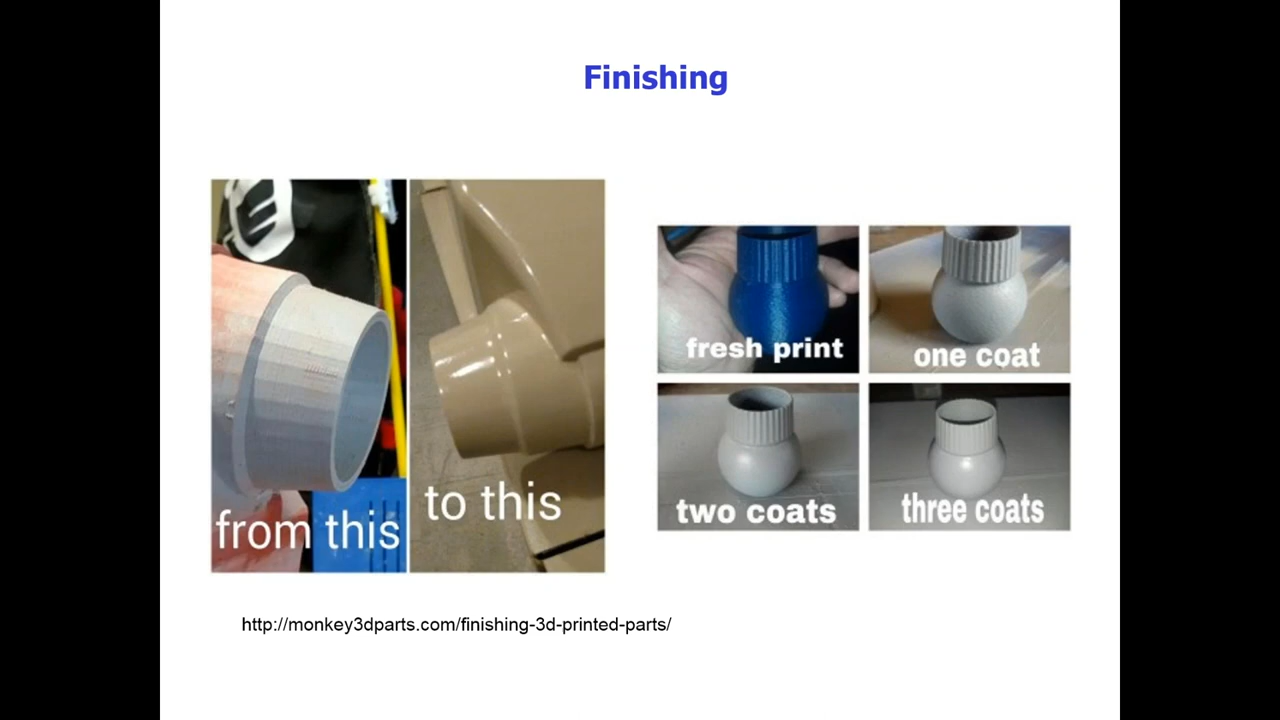 Finishing
from this
to this
fresh print
one coat
two coats
three coats
http://monkey3dparts.com/finishing-3d-printed-parts/